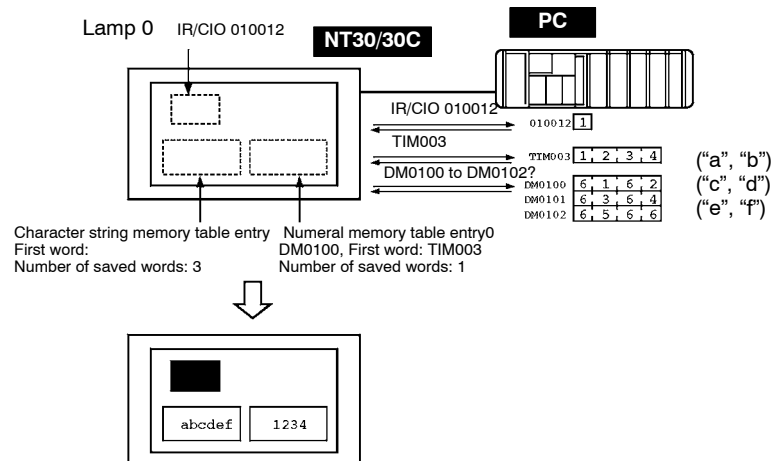 Lamp 0 IR/CIO 010012
NT30/30C
PC
IR/CIO 010012
010012 1
TIM003
TIM003 1 2 3 4
("a", "b")
DM0100 to DM0102?
DM0100 6 1 6 2
("c", "d")
DM0101 6 3 6 4
("e", "f")
DM0102 6 5 6 6
Character string memory table entry
First word:
Number of saved words: 3
Numeral memory table entry0
DM0100, First word: TIM003
Number of saved words: 1
abcdef
1234